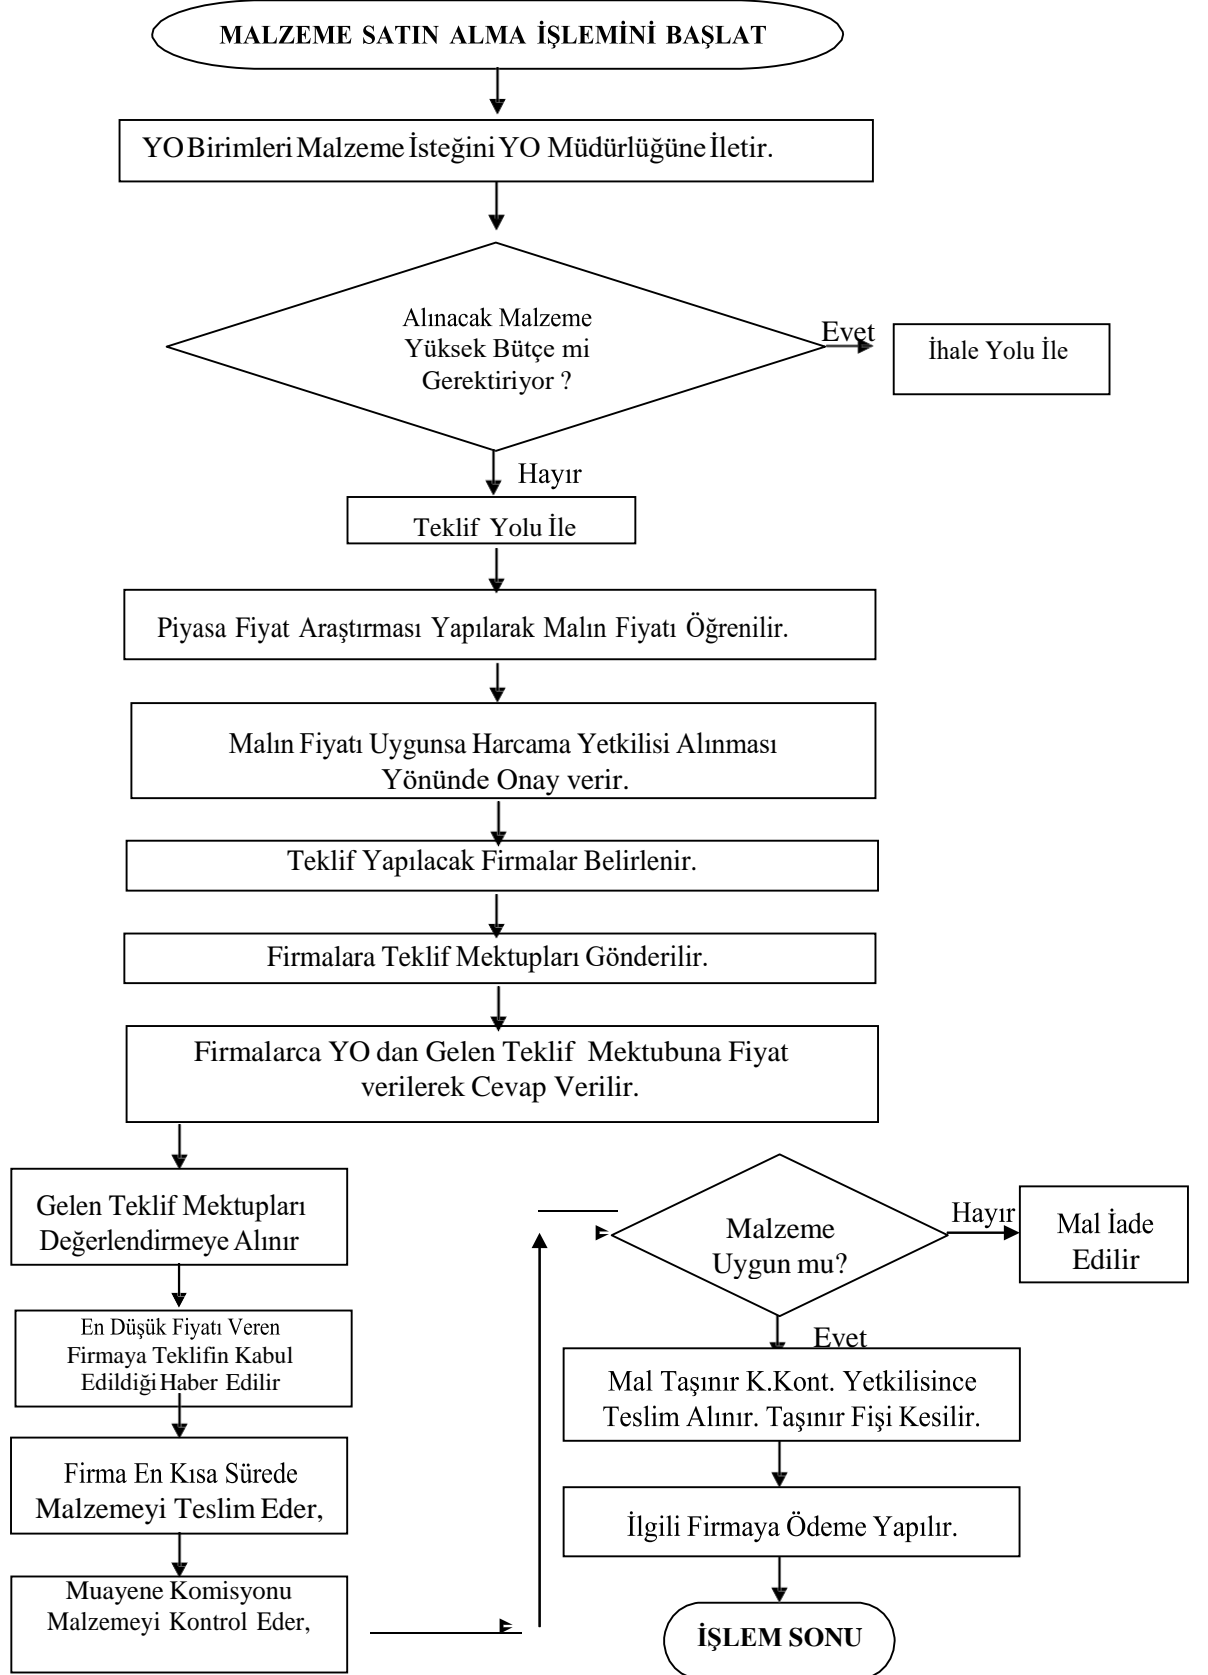 MALZEME SATIN ALMA İŞLEMİNİ BAŞLAT
YO Birimleri Malzeme İsteğini YO Müdürlüğüne İletir.
Alınacak Malzeme
Yüksek Bütçe mi
Gerektiriyor ?
Evet
İhale Yolu İle
Hayır
Teklif Yolu İle
Piyasa Fiyat Araştırması Yapılarak Malın Fiyatı Öğrenilir.
Malın Fiyatı Uygunsa Harcama Yetkilisi Alınması
Yönünde Onay verir.
Teklif Yapılacak Firmalar Belirlenir.
Firmalara Teklif Mektupları Gönderilir.
Firmalarca YO dan Gelen Teklif Mektubuna Fiyat
verilerek Cevap Verilir.
Gelen Teklif Mektupları
Değerlendirmeye Alınır
En Düşük Fiyatı Veren
Firmaya Teklifin Kabul
Edildiği Haber Edilir
Firma En Kısa Sürede
Malzemeyi Teslim Eder,
Muayene Komisyonu
Malzemeyi Kontrol Eder,
Malzeme
Uygun mu?
Hayır
Mal İade
Edilir
Evet
Mal Taşınır K.Kont. Yetkilisince
Teslim Alınır. Taşınır Fişi Kesilir.
İlgili Firmaya Ödeme Yapılır.
İŞLEM SONU